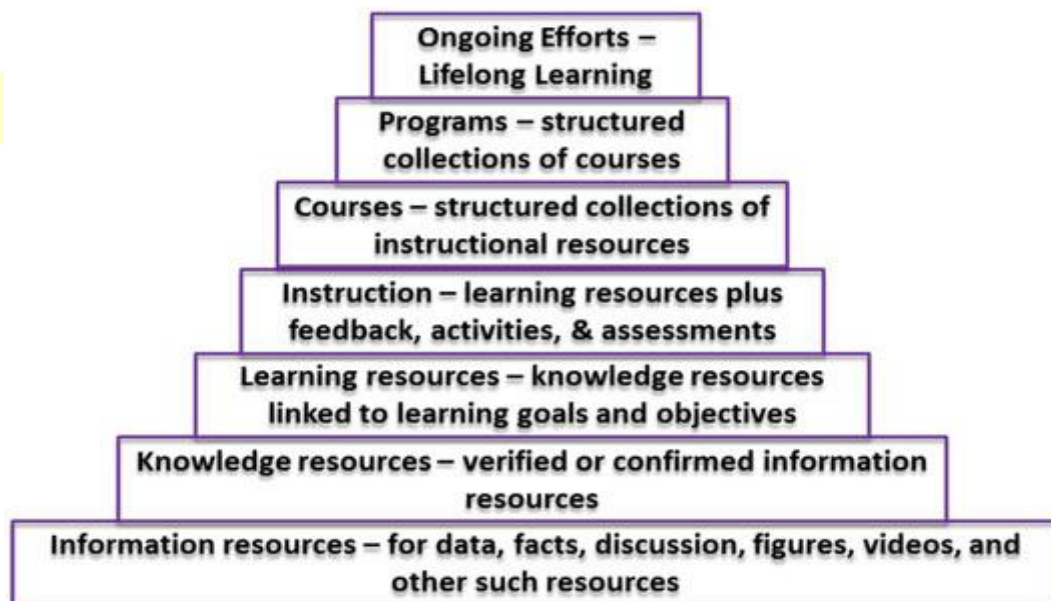 Ongoing Efforts –
Lifelong Learning
Programs – structured
collections of courses
Courses – structured collections of
instructional resources
Instruction – learning resources plus
feedback, activities, & assessments
Learning resources – knowledge resources
linked to learning goals and objectives
Knowledge resources – verified or confirmed information
resources
Information resources – for data, facts, discussion, figures, videos, and
other such resources